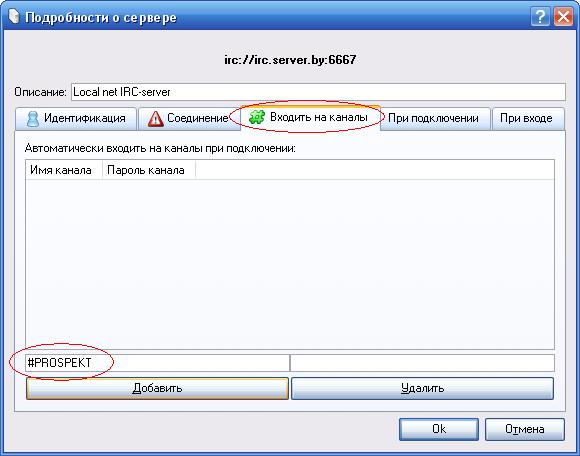 Подробности о сервере
irc://irc.server.by:6667
Описание: Local net IRC-server
Идентификация Соединение Входить на каналы При подключении При входе
Автоматически входить на каналы при подключении:
Имя канала Пароль канала
#PROSPEKT
Добавить Удалить
Ok Отмена